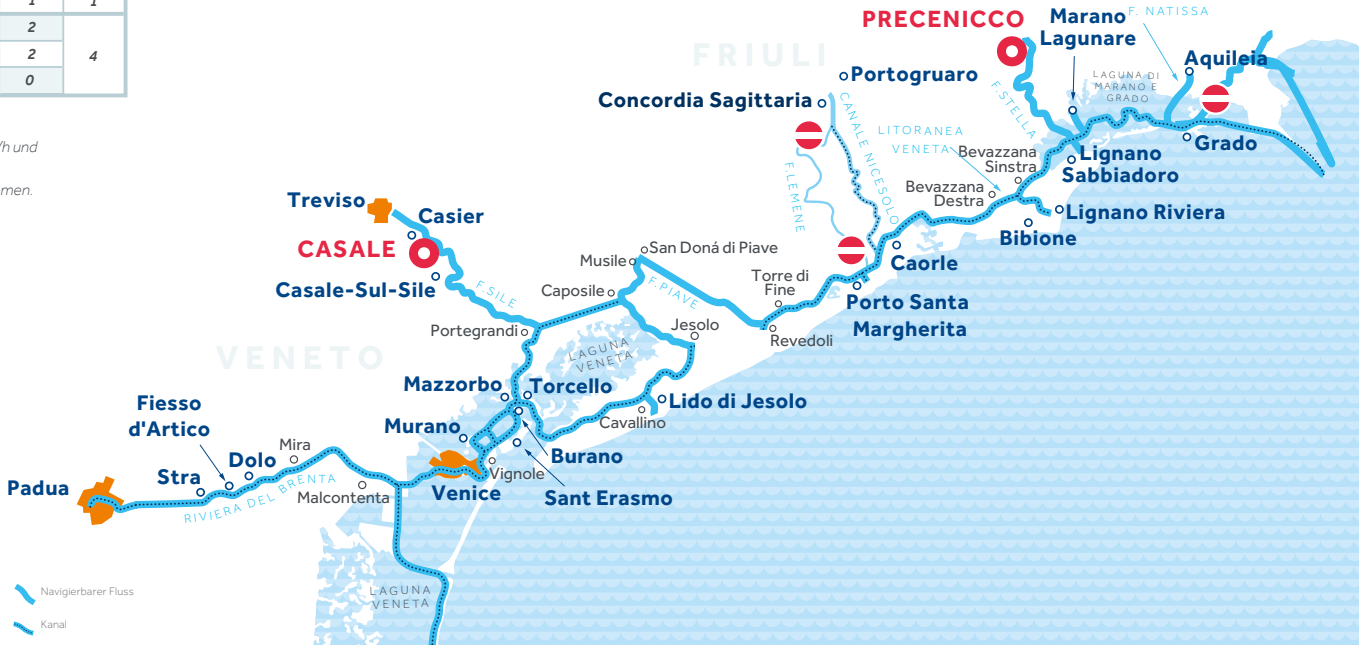 1 1
2
2 4
0
/h und
men.
FRIULI
VENETO
PRECENICCO
Marano
Lagunare
F. NATISSA
Aquileia
LAGUNA DI
MARANO E
GRADO
Portogruaro
Concordia Sagittaria
CANALE NICESOLO
F.LEMENE
F.STELLA
LITORANEA
VENETA
Bevazzana
Sinstra
Bevazzana
Destra
Grado
Lignano
Sabbiadoro
Lignano Riviera
Bibione
Caorle
Porto Santa
Margherita
Treviso
Casier
CASALE
Casale-Sul-Sile
F.SILE
San Doná di Piave
Musile
Caposile
F.PIAVE
Torre di
Fine
Revedoli
Portegrandi
Jesolo
LAGUNA
VENETA
Mazzorbo
Torcello
Lido di Jesolo
Cavallino
Murano
Burano
Vignole
Venice
Sant Erasmo
Fiesso
d'Artico
Mira
Dolo
Stra
Padua
RIVIERA DEL BRENTA
Malcontenta
LAGUNA
VENETA
Navigierbarer Fluss
Kanal